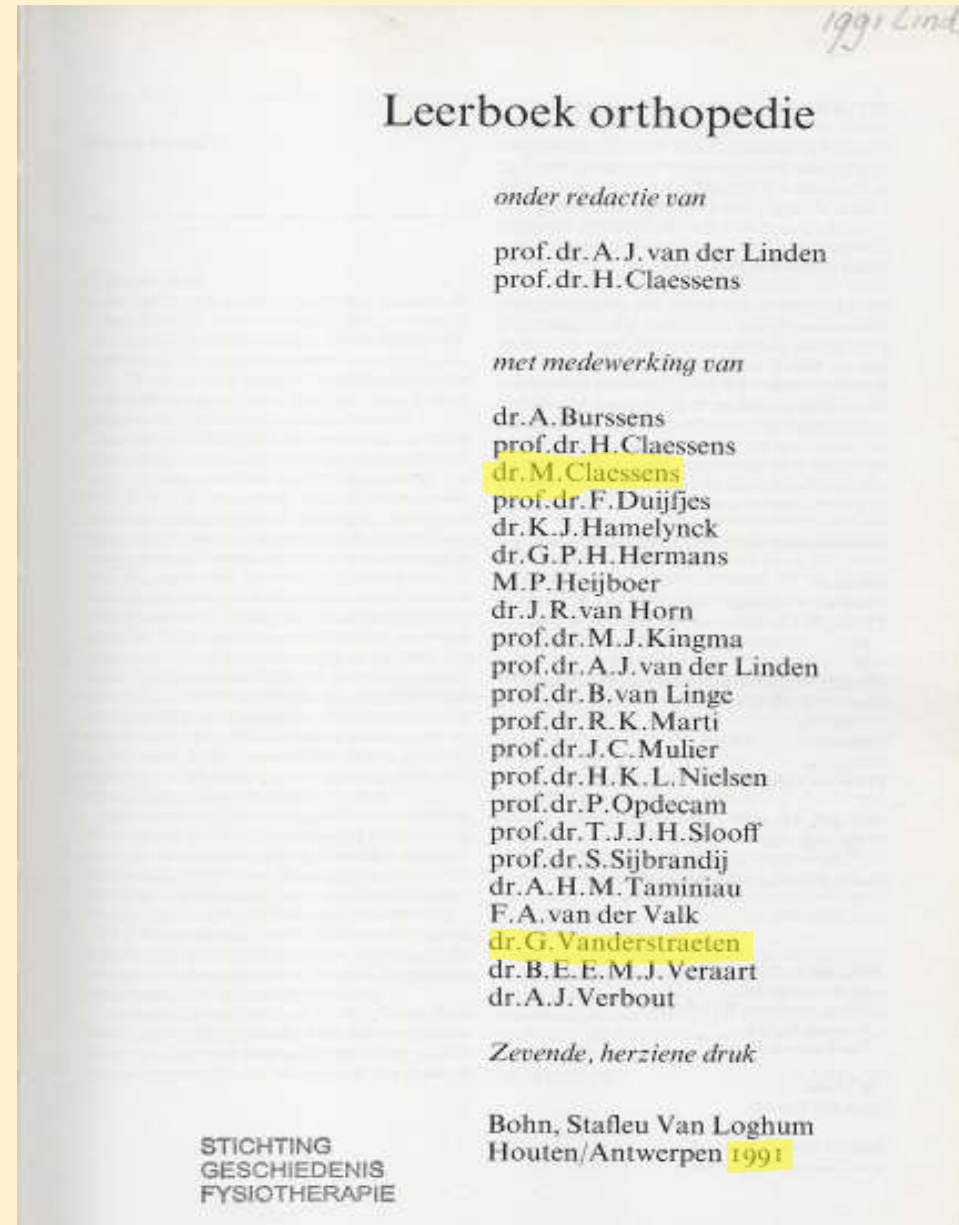 1991 Lind
Leerboek orthopedie
onder redactie van
prof.dr.A.J.van der Linden
prof.dr.H.Claessens
met medewerking van
dr.A.Burssens
prof.dr.H.Claessens
dr.M.Claessens
prof.dr.F.Duijfjes
dr.K.J.Hamelynck
dr.G.P.H.Hermans
M.P.Heijboer
dr.J.R.van Horn
prof.dr.M.J.Kingma
prof.dr.A.J.van der Linden
prof.dr.B.van Linge
prof.dr.R.K.Marti
prof.dr.J.C.Mulier
prof.dr.H.K.L.Nielsen
prof.dr.P.Opdecam
prof.dr.T.J.J.H.Slooff
prof.dr.S.Sijbrandij
dr.A.H.M.Taminiau
F.A.van der Valk
dr.G.Vanderstraeten
dr.B.E.E.M.J.Veraart
dr.A.J.Verbout
Zevende, herziene druk
Bohn, Stafleu Van Loghum
Houten/Antwerpen 1991
STICHTING
GESCHIEDENIS
FYSIOTHERAPIE